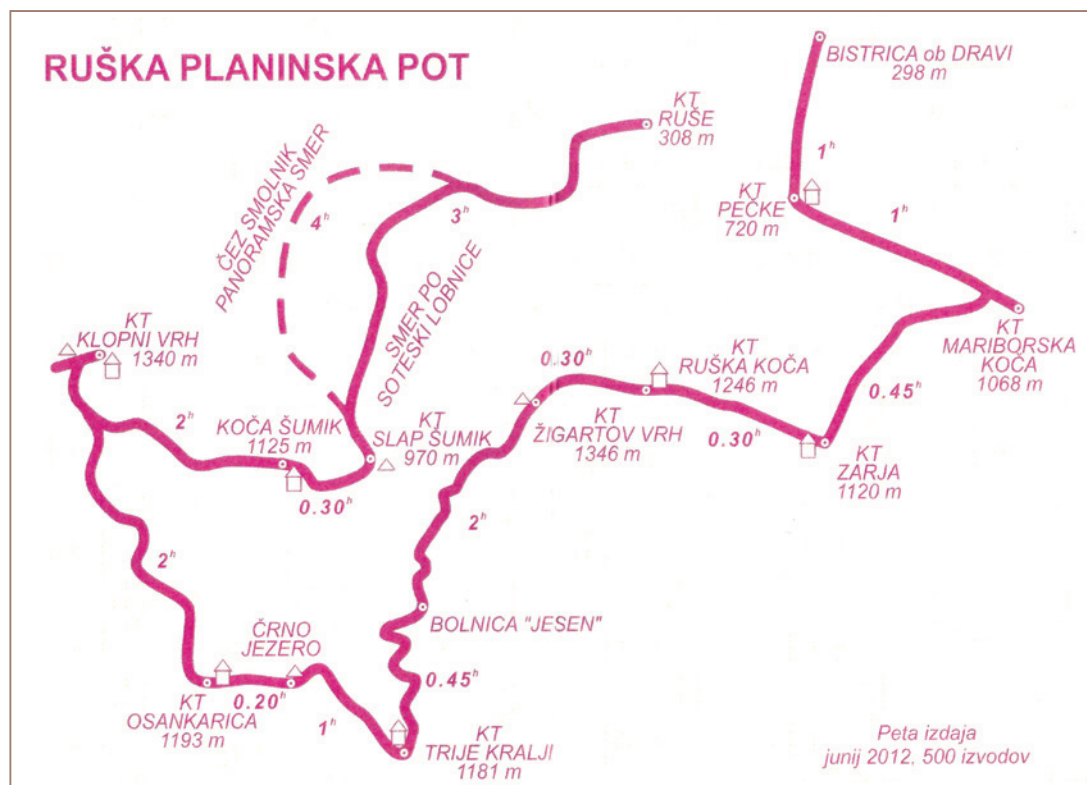 RUŠKA PLANINSKA POT
BISTRICA ob DRAVI
298 m
KT
RUŠE
308 m
1h
KT
PEČKE
720 m
1h
ČEZ SMOLNIK
PANORAMSKA SMER
4h
3h
SMER PO
SOTESKI LOBNICE
KT
MARIBORSKA
KOČA
1068 m
KT
KLOPNI VRH
1340 m
0.30h
KT
RUŠKA KOČA
1246 m
0.45h
2h
KOČA ŠUMIK
1125 m
KT
SLAP ŠUMIK
970 m
KT
ŽIGARTOV VRH
1346 m
0.30h
KT
ZARJA
1120 m
0.30h
2h
2h
BOLNICA "JESEN"
ČRNO
JEZERO
0.45h
KT
OSANKARICA
1193 m
0.20h
1h
KT
TRIJE KRALJI
1181 m
Peta izdaja
junij 2012, 500 izvodov